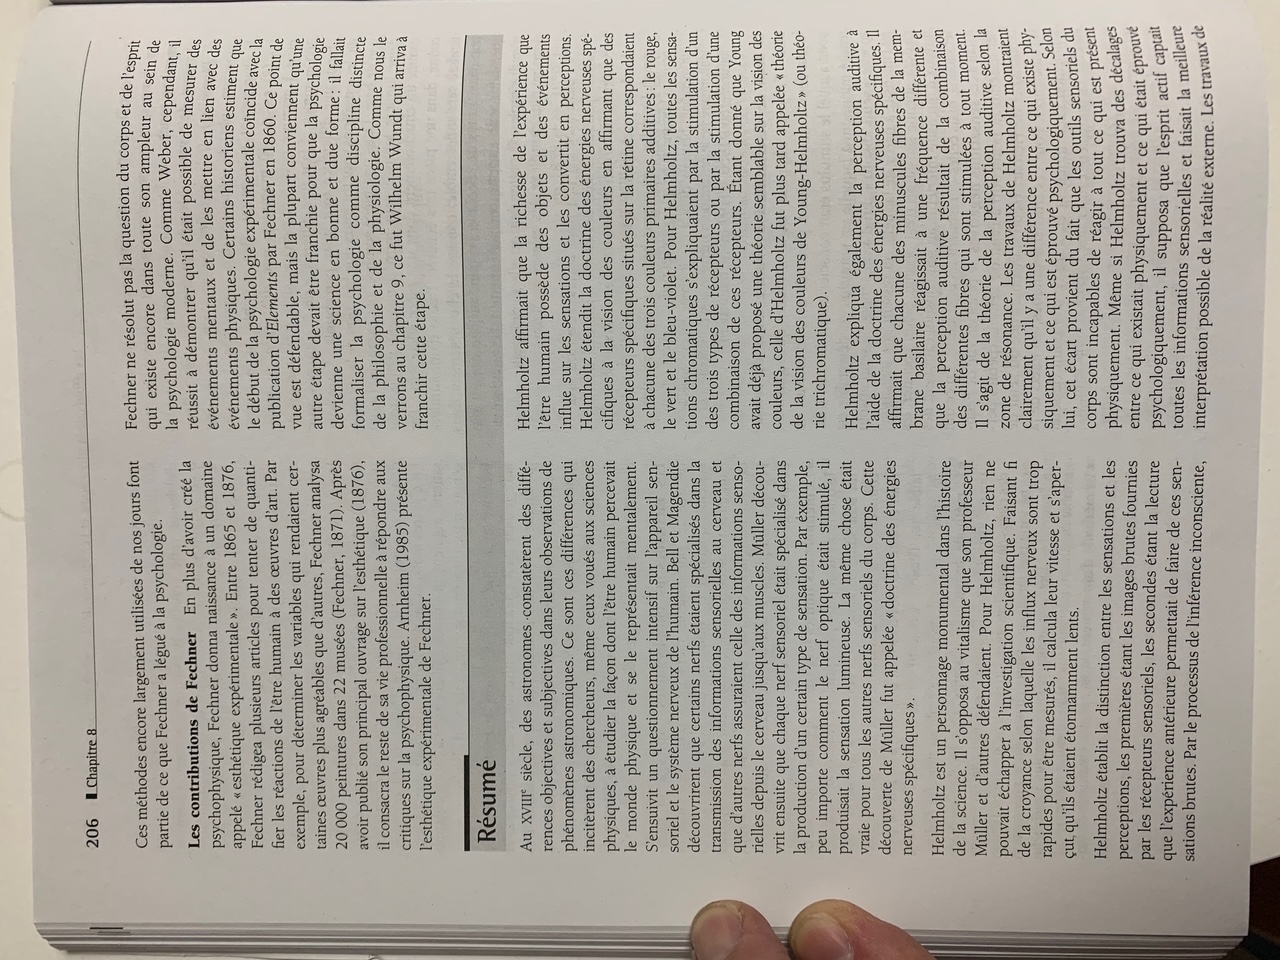 206 Chapitre 8
Ces méthodes encore largement utilisées de nos jours font
partie de ce que Fechner a légué à la psychologie.
Les contributions de Fechner En plus d'avoir créé la
psychophysique, Fechner donna naissance à un domaine
appelé « esthétique expérimentale ». Entre 1865 et 1876,
Fechner rédigea plusieurs articles pour tenter de quanti-
fier les réactions de l'être humain à des œuvres d'art. Par
exemple, pour déterminer les variables qui rendaient cer-
taines œuvres plus agréables que d'autres, Fechner analysa
20 000 peintures dans 22 musées (Fechner, 1871). Après
avoir publié son principal ouvrage sur l'esthétique (1876),
il consacra le reste de sa vie professionnelle à répondre aux
critiques sur la psychophysique. Arnheim (1985) présente
l'esthétique expérimentale de Fechner.
Fechner ne résolut pas la question du corps et de l'esprit
qui existe encore dans toute son ampleur au sein de
la psychologie moderne. Comme Weber, cependant, il
réussit à démontrer qu'il était possible de mesurer des
événements mentaux et de les mettre en lien avec des
événements physiques. Certains historiens estiment que
le début de la psychologie expérimentale coïncide avec la
publication d'Elements par Fechner en 1860. Ce point de
vue est défendable, mais la plupart conviennent qu'une
autre étape devait être franchie pour que la psychologie
devienne une science en bonne et due forme : il fallait
formaliser la psychologie comme discipline distincte
de la philosophie et de la physiologie. Comme nous le
verrons au chapitre 9, ce fut Wilhelm Wundt qui arriva à
franchir cette étape.
Résumé
Au XVIIIe siècle, des astronomes constatèrent des diffé-
rences objectives et subjectives dans leurs observations de
phénomènes astronomiques. Ce sont ces différences qui
incitèrent des chercheurs, même ceux voués aux sciences
physiques, à étudier la façon dont l'être humain percevait
le monde physique et se le représentait mentalement.
S'ensuivit un questionnement intensif sur l'appareil sen-
soriel et le système nerveux de l'humain. Bell et Magendie
découvrirent que certains nerfs étaient spécialisés dans la
transmission des informations sensorielles au cerveau et
que d'autres nerfs assuraient celle des informations senso-
rielles depuis le cerveau jusqu'aux muscles. Müller décou-
vrit ensuite que chaque nerf sensoriel était spécialisé dans
la production d'un certain type de sensation. Par exemple,
peu importe comment le nerf optique était stimulé, il
produisait la sensation lumineuse. La même chose était
vraie pour tous les autres nerfs sensoriels du corps. Cette
découverte de Müller fut appelée « doctrine des énergies
nerveuses spécifiques ».
Helmholtz est un personnage monumental dans l'histoire
de la science. Il s'opposa au vitalisme que son professeur
Müller et d'autres défendaient. Pour Helmholtz, rien ne
pouvait échapper à l'investigation scientifique. Faisant fi
de la croyance selon laquelle les influx nerveux sont trop
rapides pour être mesurés, il calcula leur vitesse et s'aper-
çut qu'ils étaient étonnamment lents.
Helmholtz établit la distinction entre les sensations et les
perceptions, les premières étant les images brutes fournies
par les récepteurs sensoriels, les secondes étant la lecture
que l'expérience antérieure permettait de faire de ces sen-
sations brutes. Par le processus de l'inférence inconsciente,
Helmholtz affirmait que la richesse de l'expérience que
l'être humain possède des objets et des événements
influe sur les sensations et les convertit en perceptions.
Helmholtz étendit la doctrine des énergies nerveuses spé-
cifiques à la vision des couleurs en affirmant que des
récepteurs spécifiques situés sur la rétine correspondaient
à chacune des trois couleurs primaires additives : le rouge,
le vert et le bleu-violet. Pour Helmholtz, toutes les sensa-
tions chromatiques s'expliquaient par la stimulation d'un
des trois types de récepteurs ou par la stimulation d'une
combinaison de ces récepteurs. Étant donné que Young
avait déjà proposé une théorie semblable sur la vision des
couleurs, celle d'Helmholtz fut plus tard appelée « théorie
de la vision des couleurs de Young-Helmholtz » (ou théo-
rie trichromatique).
Helmholtz expliqua également la perception auditive à
l'aide de la doctrine des énergies nerveuses spécifiques. Il
affirmait que chacune des minuscules fibres de la mem-
brane basilaire réagissait à une fréquence différente et
que la perception auditive résultait de la combinaison
des différentes fibres qui sont stimulées à tout moment.
Il s'agit de la théorie de la perception auditive selon la
zone de résonance. Les travaux de Helmholtz montraient
clairement qu'il y a une différence entre ce qui existe phy-
siquement et ce qui est éprouvé psychologiquement. Selon
lui, cet écart provient du fait que les outils sensoriels du
corps sont incapables de réagir à tout ce qui est présent
physiquement. Même si Helmholtz trouva des décalages
entre ce qui existait physiquement et ce qui était éprouvé
psychologiquement, il supposa que l'esprit actif captait
toutes les informations sensorielles et faisait la meilleure
interprétation possible de la réalité externe. Les travaux de